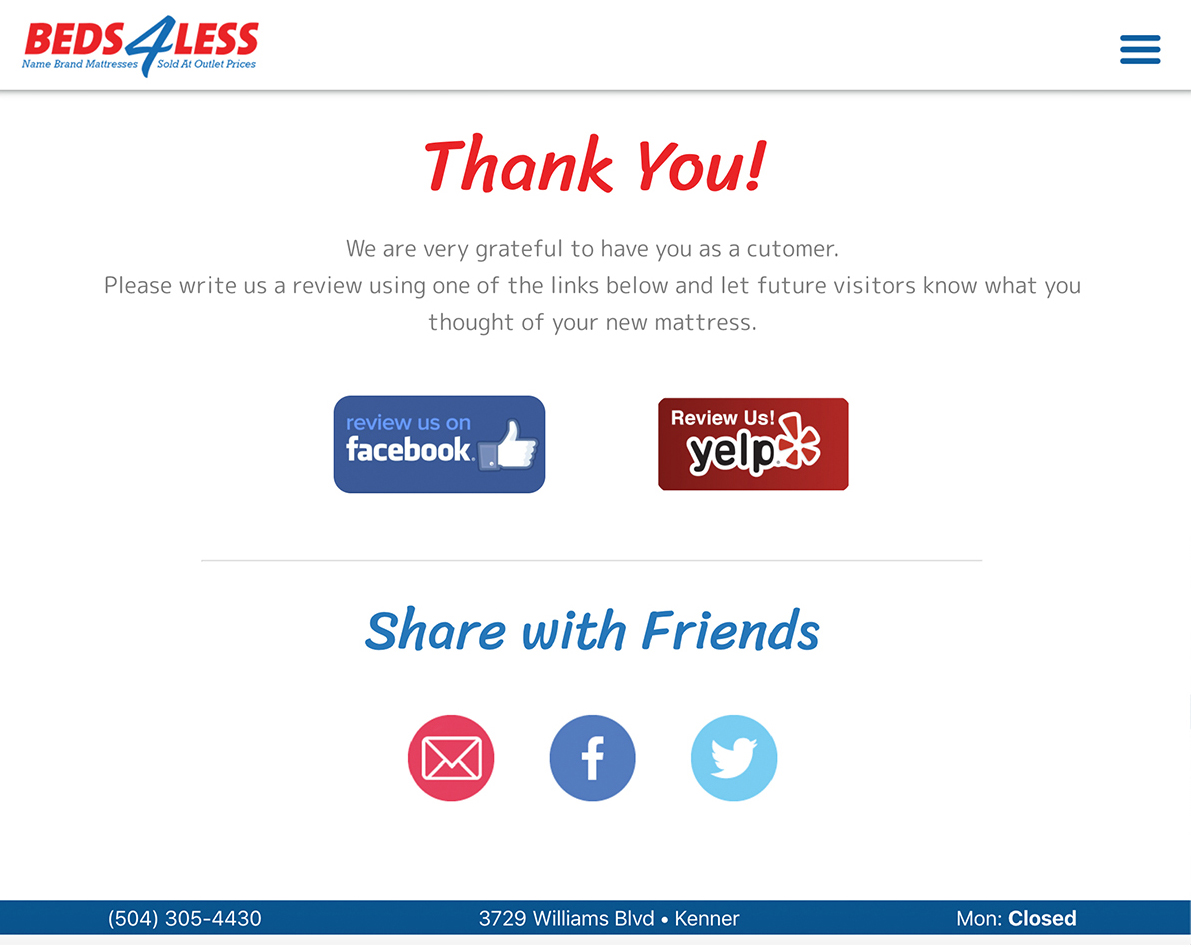 BEDS4LESS
Name Brand Mattresses Sold At Outlet Prices
Thank You!
We are very grateful to have you as a cutomer.
Please write us a review using one of the links below and let future visitors know what you
thought of your new mattress.
review us on
facebook.
Review Us!
yelp
Share with Friends
f
(504) 305-4430 3729 Williams Blvd • Kenner Mon: Closed